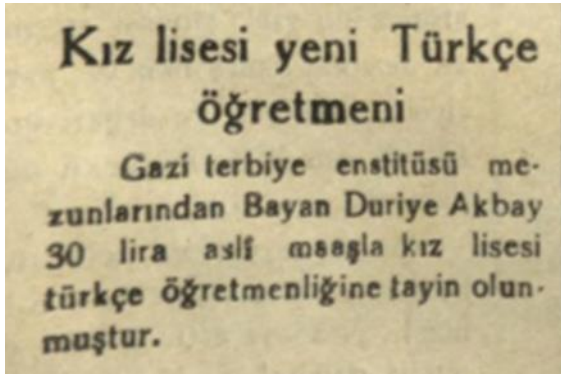 Kız lisesi yeni Türkçe
öğretmeni
Gazi terbiye enstitüsü me-
zunlarından Bayan Duriye Akbay
30 lira aslî maaşla kız lisesi
türkçe öğretmenliğine tayin olun-
muştur.